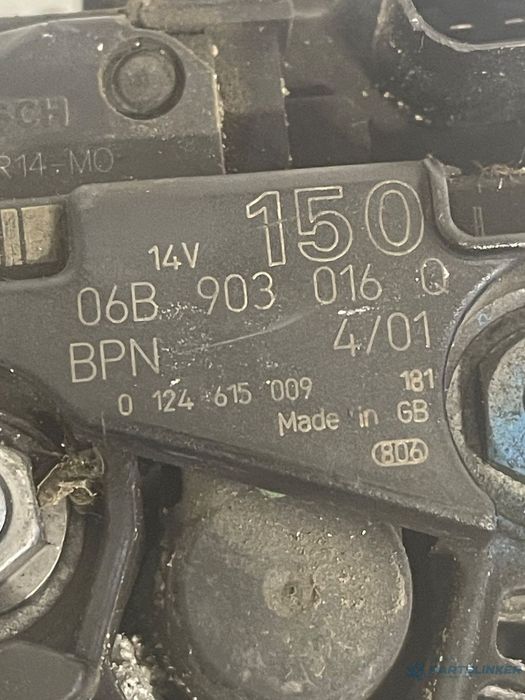 SCH
R14-M0
150
14V
06B 903 016 Q
BPN 4/01
0 124 615 009 181
Made in GB
806
PARTSLINKER